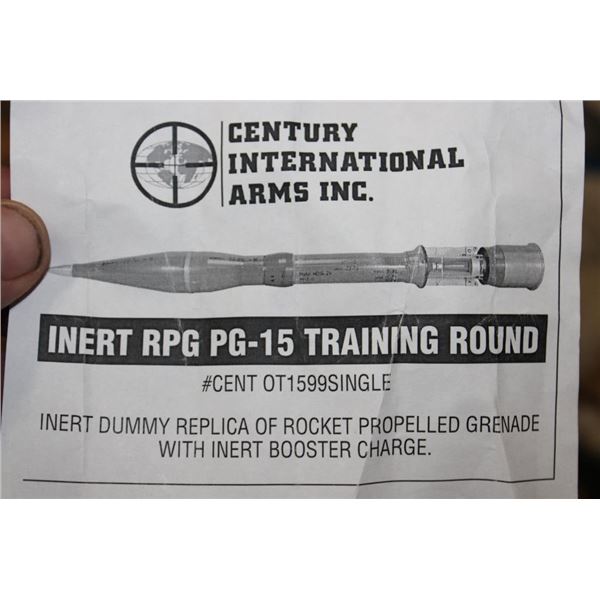 CENTURY
INTERNATIONAL
ARMS INC.
INERT RPG PG-15 TRAINING ROUND
#CENT OT1599SINGLE
INERT DUMMY REPLICA OF ROCKET PROPELLED GRENADE
WITH INERT BOOSTER CHARGE.